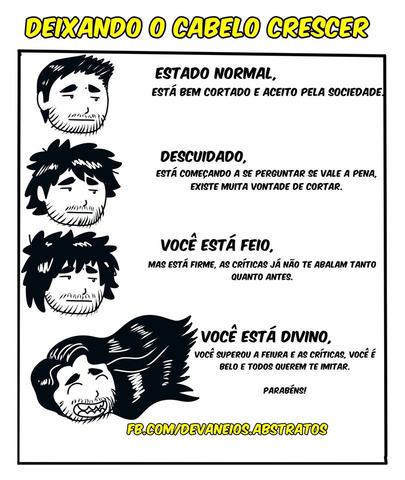 DEIXANDO O CABELO CRESCER
ESTADO NORMAL,
ESTÁ BEM CORTADO E ACEITO PELA SOCIEDADE.
DESCUIDADO,
ESTÁ COMEÇANDO A SE PERGUNTAR SE VALE A PENA,
EXISTE MUITA VONTADE DE CORTAR.
VOCÊ ESTÁ FEIO,
MAS ESTÁ FIRME, AS CRÍTICAS JÁ NÃO TE ABALAM TANTO
QUANTO ANTES.
VOCÊ ESTÁ DIVINO,
VOCÊ SUPEROU A FEIURA E AS CRÍTICAS, VOCÊ É
BELO E TODOS QUEREM TE IMITAR.
PARABÉNS!
FB.COM/DEVANEIOS.ABSTRATOS